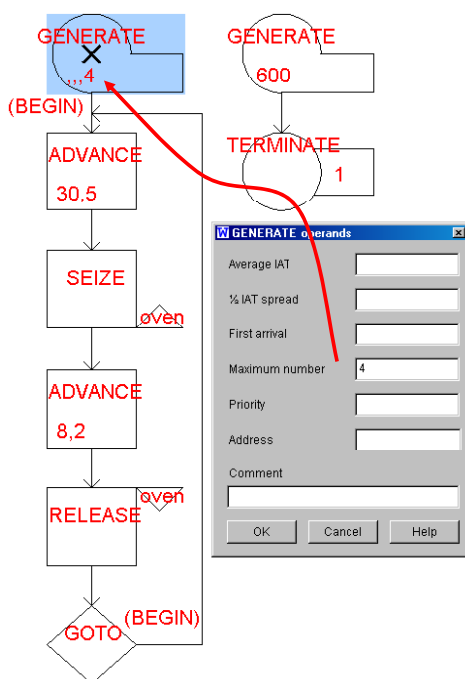 GENERATE
,,,4
(BEGIN)
ADVANCE
30.5
SEIZE
oven
ADVANCE
8,2
RELEASE
oven
GOTO
(BEGIN)
GENERATE
600
TERMINATE
1
W GENERATE operands
Average IAT
½ IAT spread
First arrival
Maximum number 4
Priority
Address
Comment
OK Cancel Help